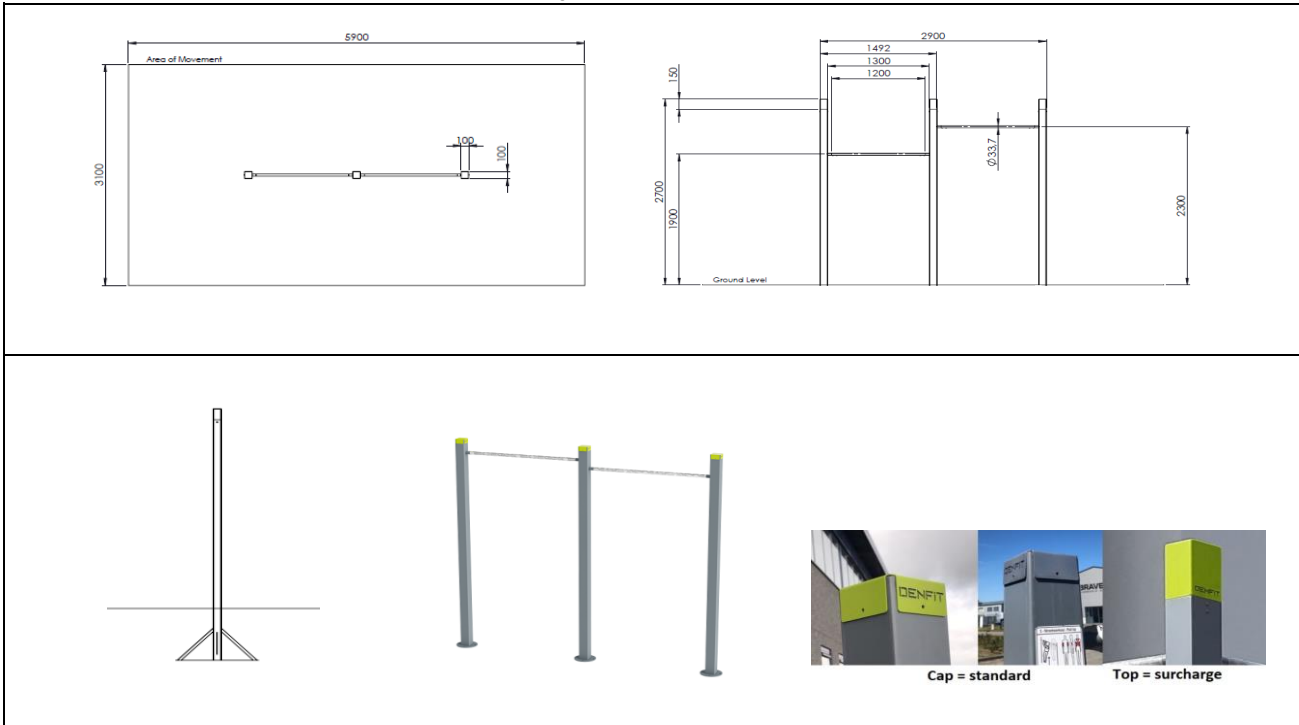 5900
Area of Movement
3100
100
100
2900
1492
1300
1200
150
2700
1900
Ø33,7
2300
Ground Level
DENFIT
DENFIT
DENFIT
Cap = standard
Top = surcharge